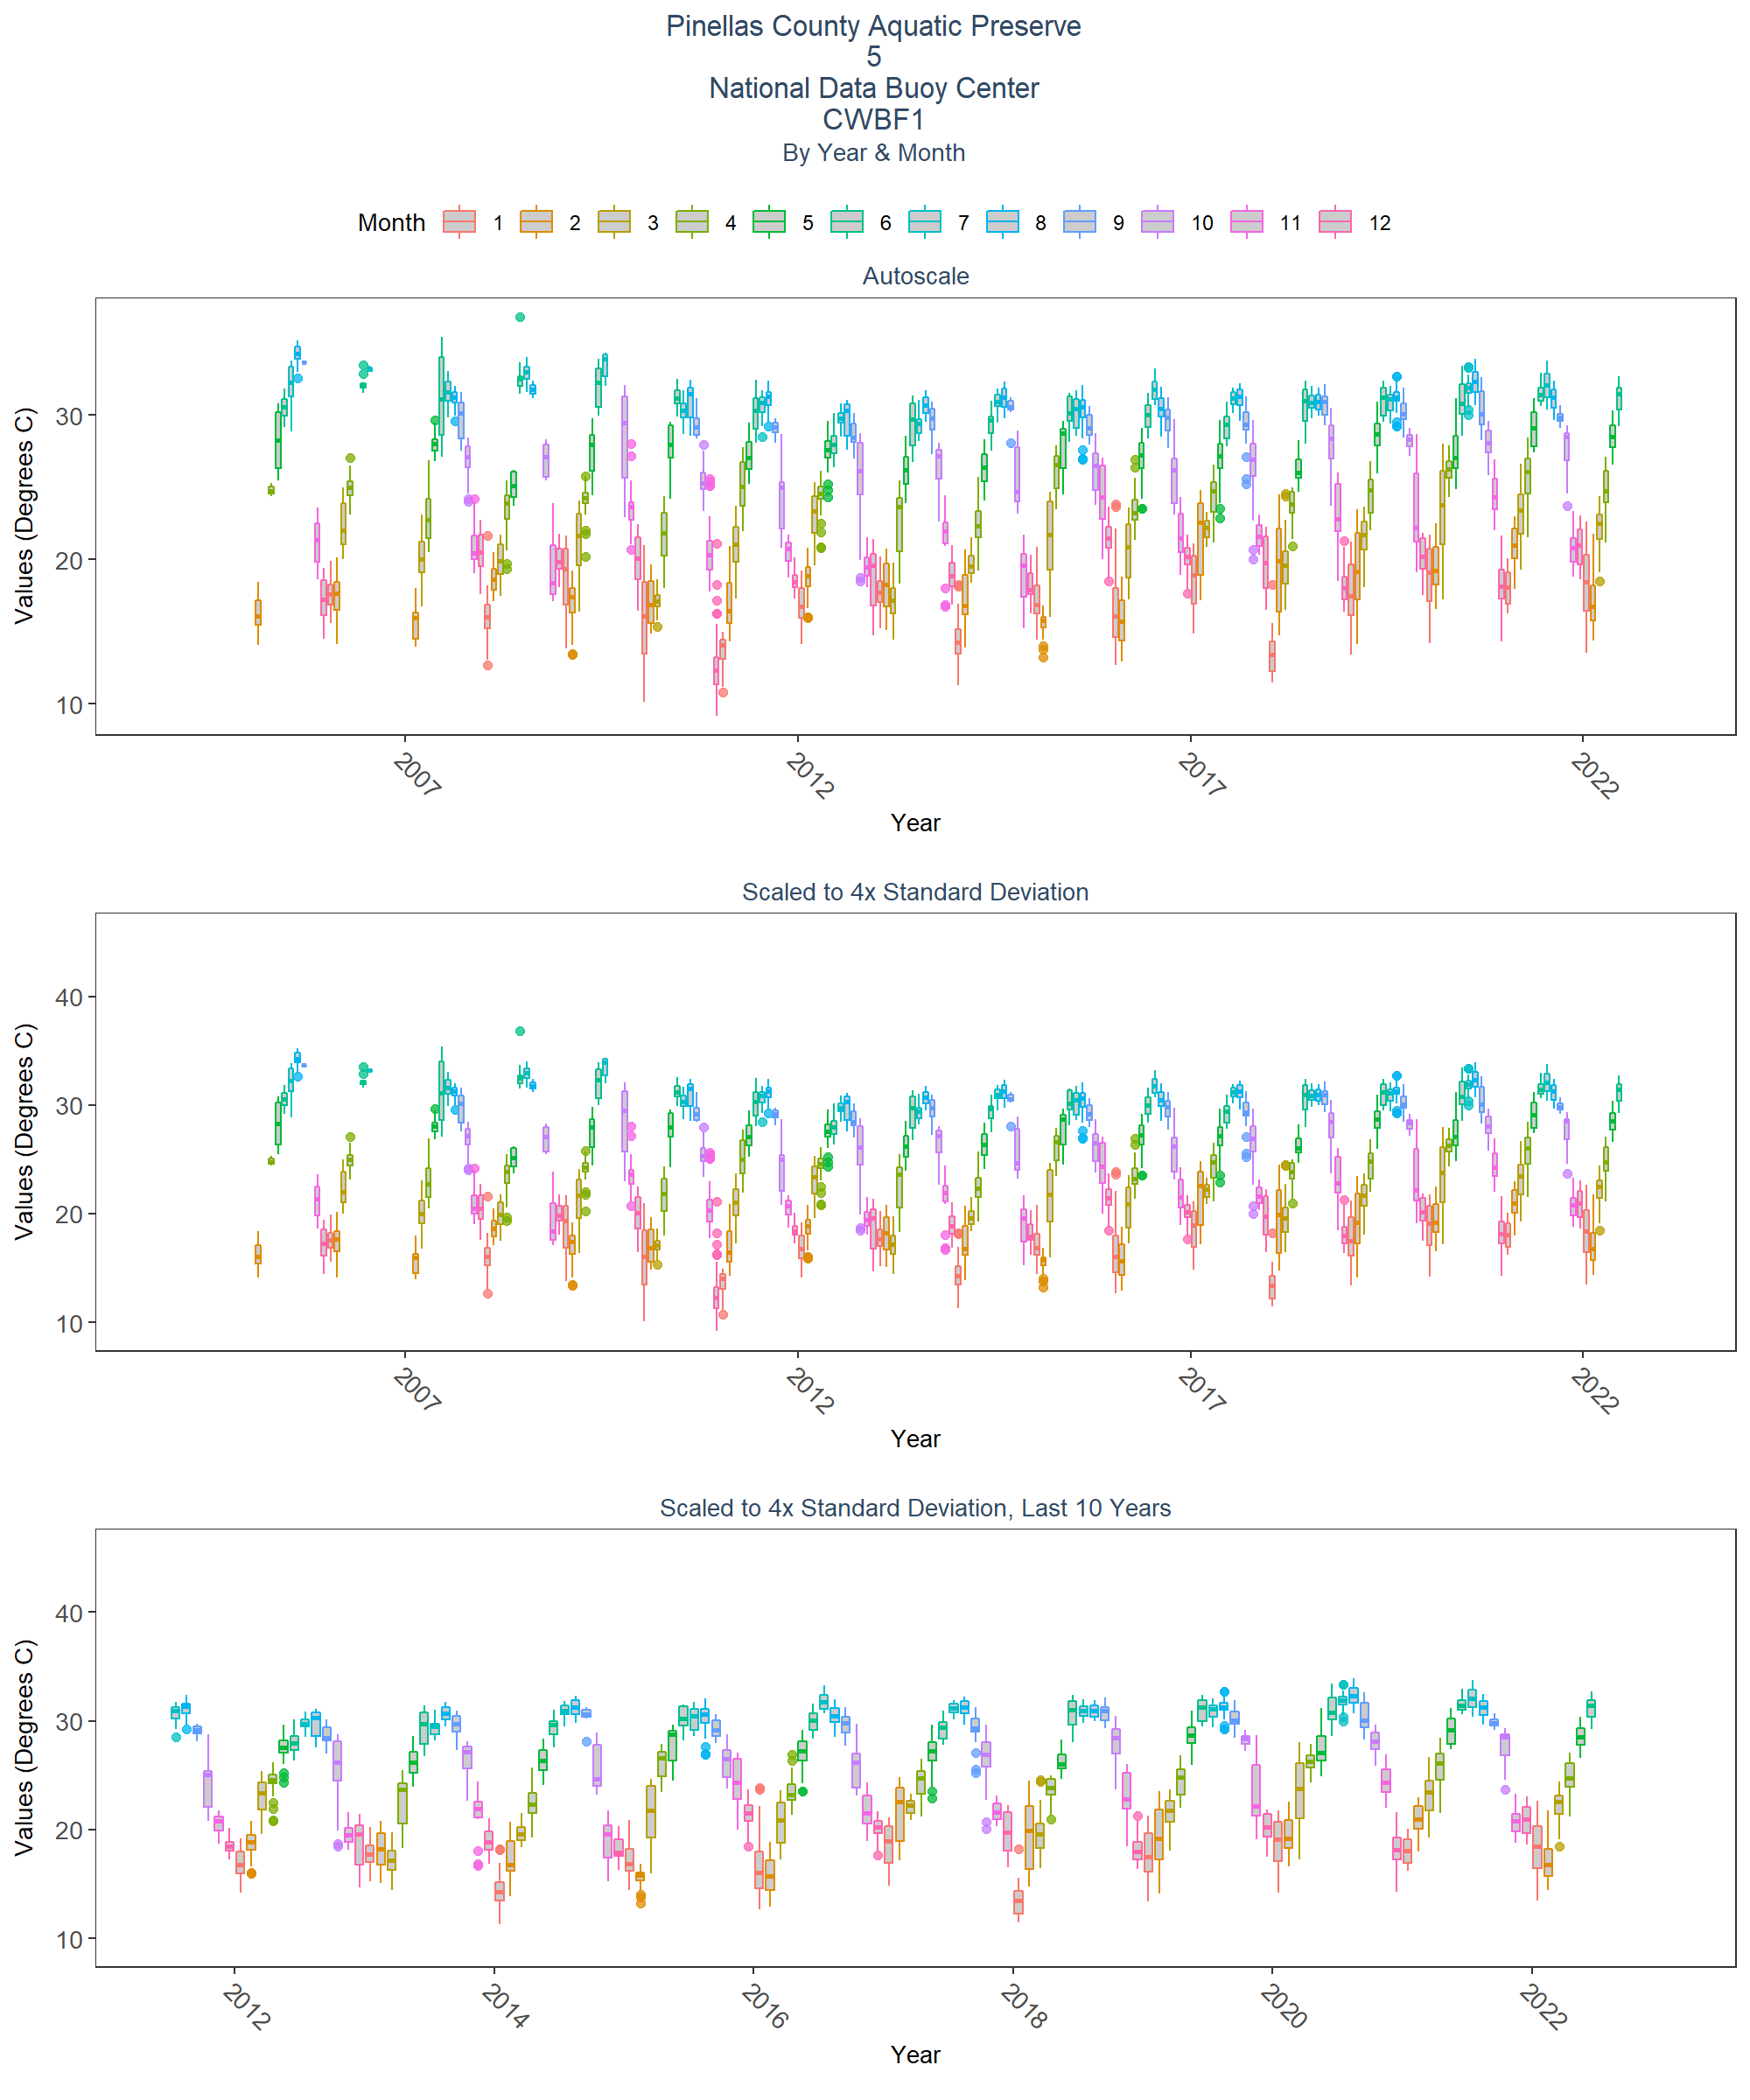 Pinellas County Aquatic Preserve
5
National Data Buoy Center
CWBF1
By Year & Month
Month 1 2 3 4 5 6 7 8 9 10 11 12
Autoscale
Values (Degrees C)
30
20
10
2007 2012 2017 2022
Year
Scaled to 4x Standard Deviation
Values (Degrees C)
40
30
20
10
2007 2012 2017 2022
Year
Scaled to 4x Standard Deviation, Last 10 Years
Values (Degrees C)
40
30
20
10
2012 2014 2016 2018 2020 2022
Year